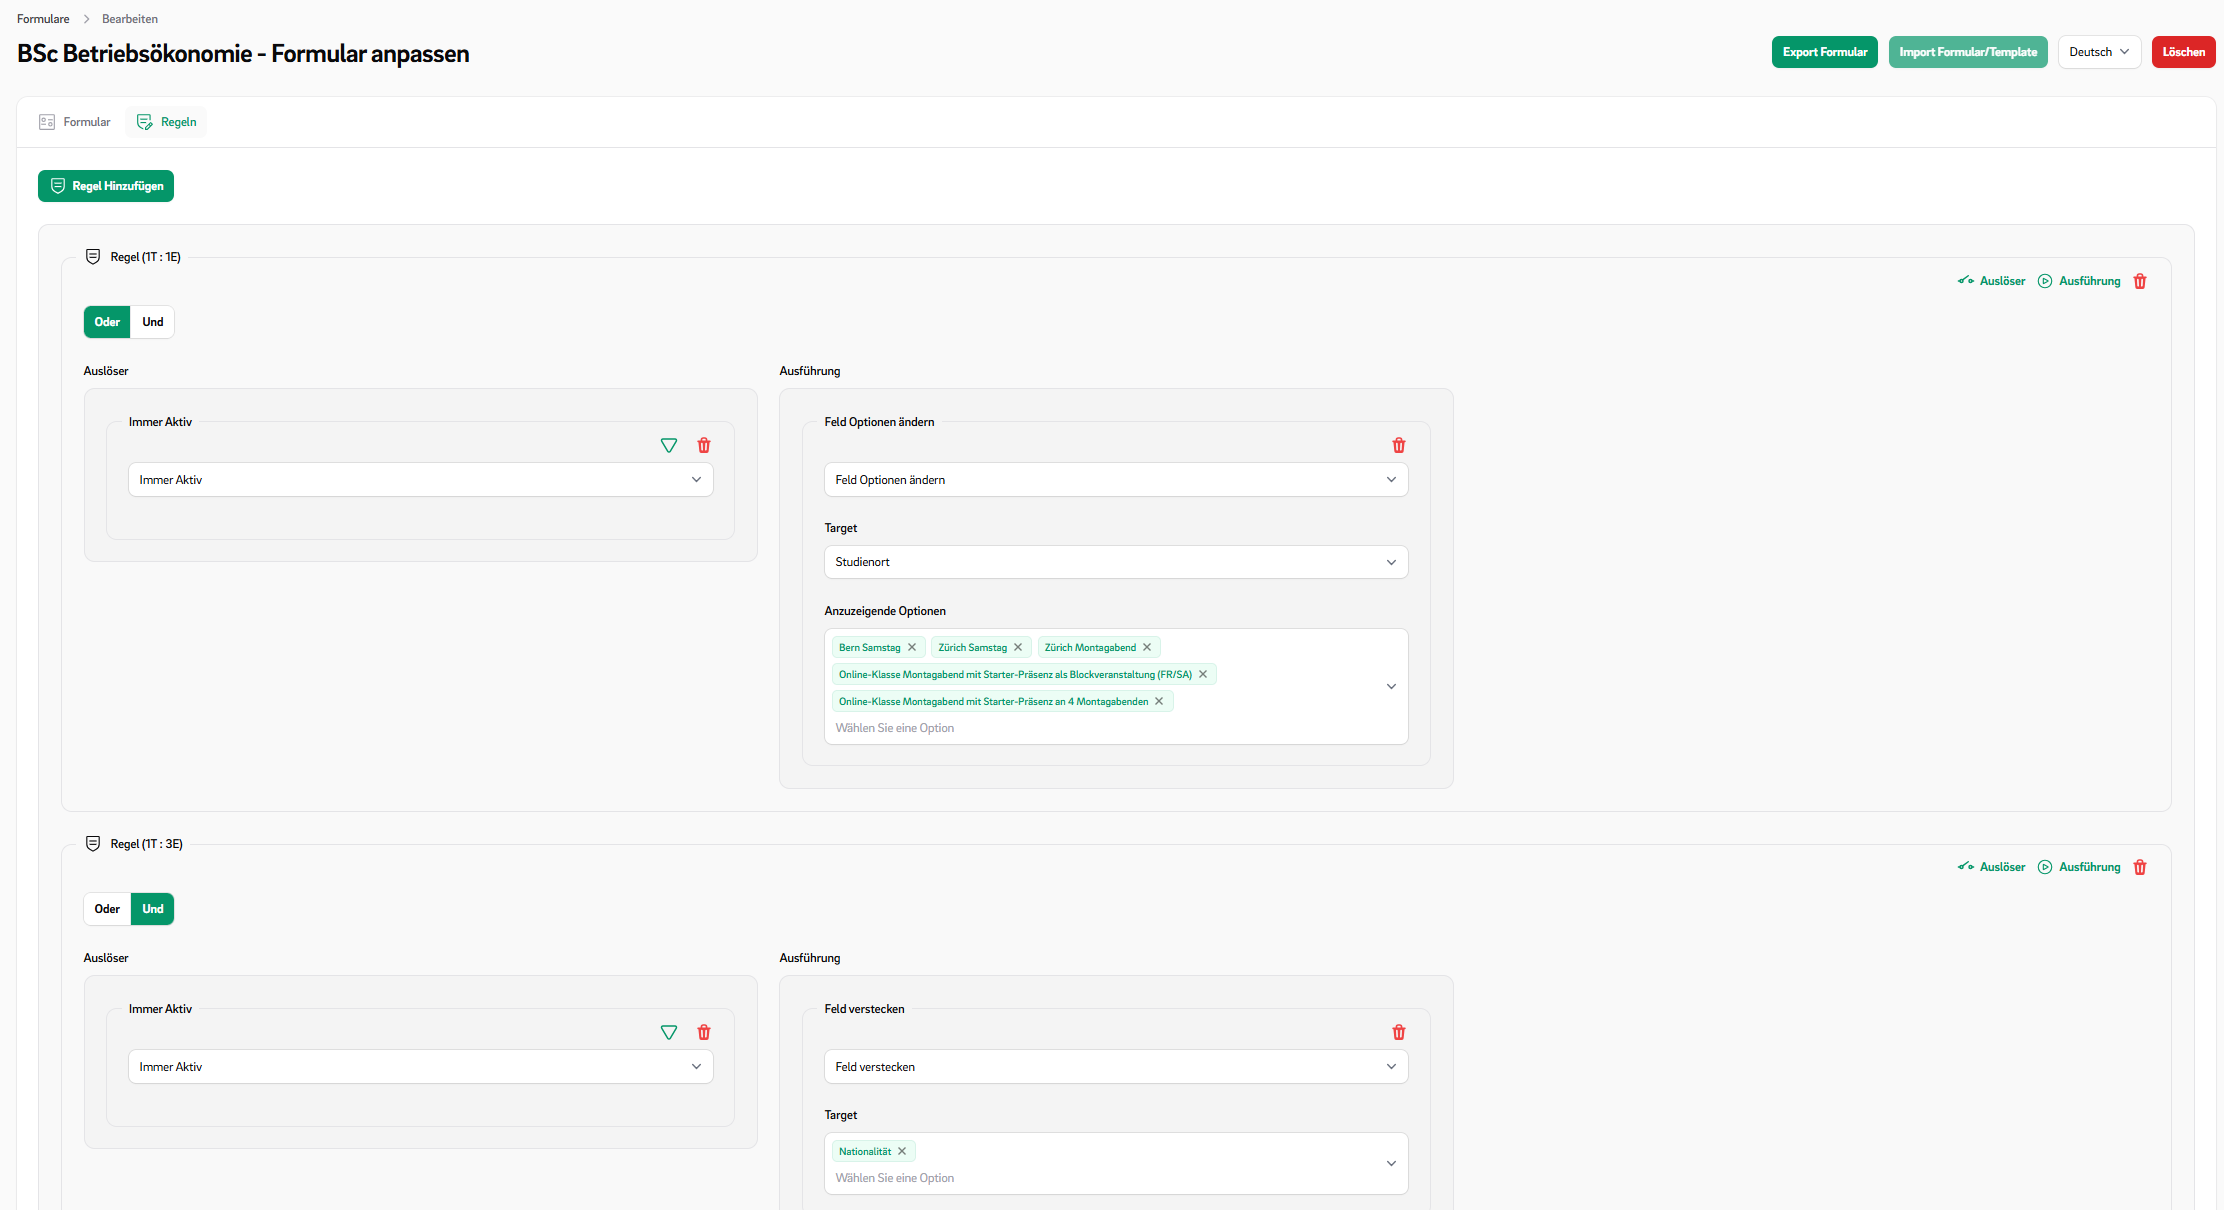 Formulare Bearbeiten
BSc Betriebsökonomie - Formular anpassen
Export Formular Import Formular/Template Deutsch Löschen
Formular Regeln
Regel Hinzufügen
Regel (1T : 1E)
Auslöser Ausführung
Oder Und
Auslöser Ausführung
Immer Aktiv Feld Optionen ändern
Immer Aktiv Feld Optionen ändern
Target
Studienort
Anzuzeigende Optionen
Bern Samstag Zürich Samstag Zürich Montagabend
Online-Klasse Montagabend mit Starter-Präsenz als Blockveranstaltung (FR/SA)
Online-Klasse Montagabend mit Starter-Präsenz an 4 Montagabenden
Wählen Sie eine Option
Regel (1T : 3E)
Auslöser Ausführung
Oder Und
Auslöser Ausführung
Immer Aktiv Feld verstecken
Immer Aktiv Feld verstecken
Target
Nationalität
Wählen Sie eine Option